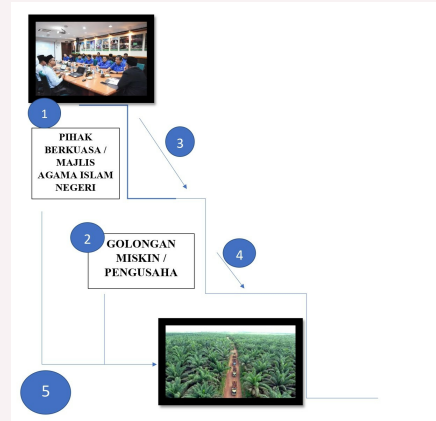 1
PIHAK
BERKUASA /
MAJLIS
AGAMA ISLAM
NEGERI
3
2
GOLONGAN
MISKIN /
PENGUSAHA
4
5